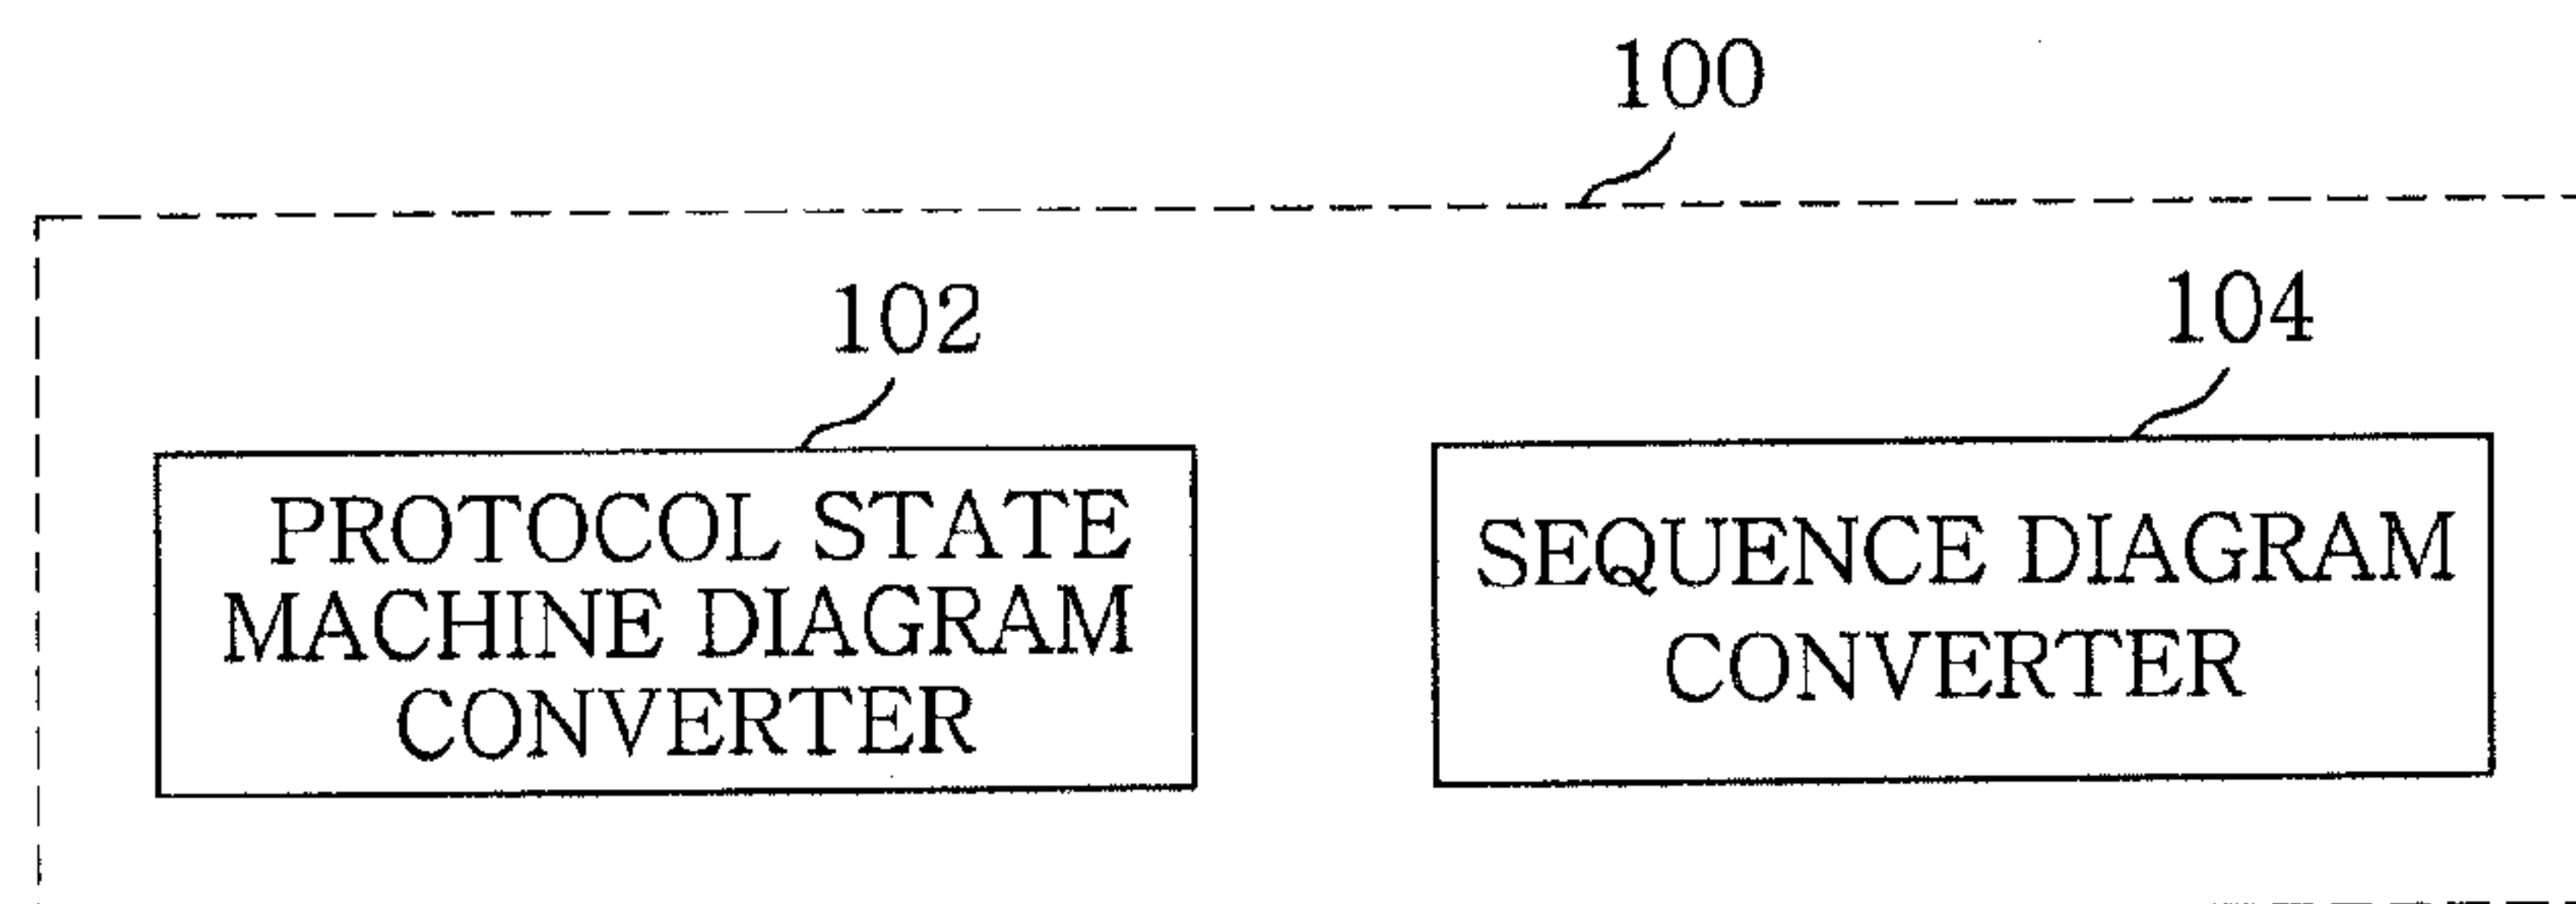 100
102
104
PROTOCOL STATE
MACHINE DIAGRAM
CONVERTER
SEQUENCE DIAGRAM
CONVERTER